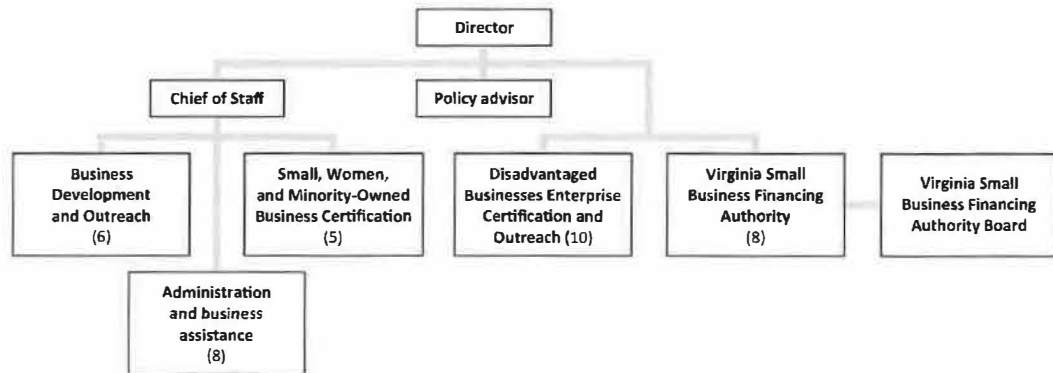 Director
Chief of Staff
Policy advisor
Business
Development
and Outreach
(6)
Small, Women,
and Minority-Owned
Business Certification
(5)
Disadvantaged
Businesses Enterprise
Certification and
Outreach (10)
Virginia Small
Business Financing
Authority
(8)
Virginia Small
Business Financing
Authority Board
Administration
and business
assistance
(8)